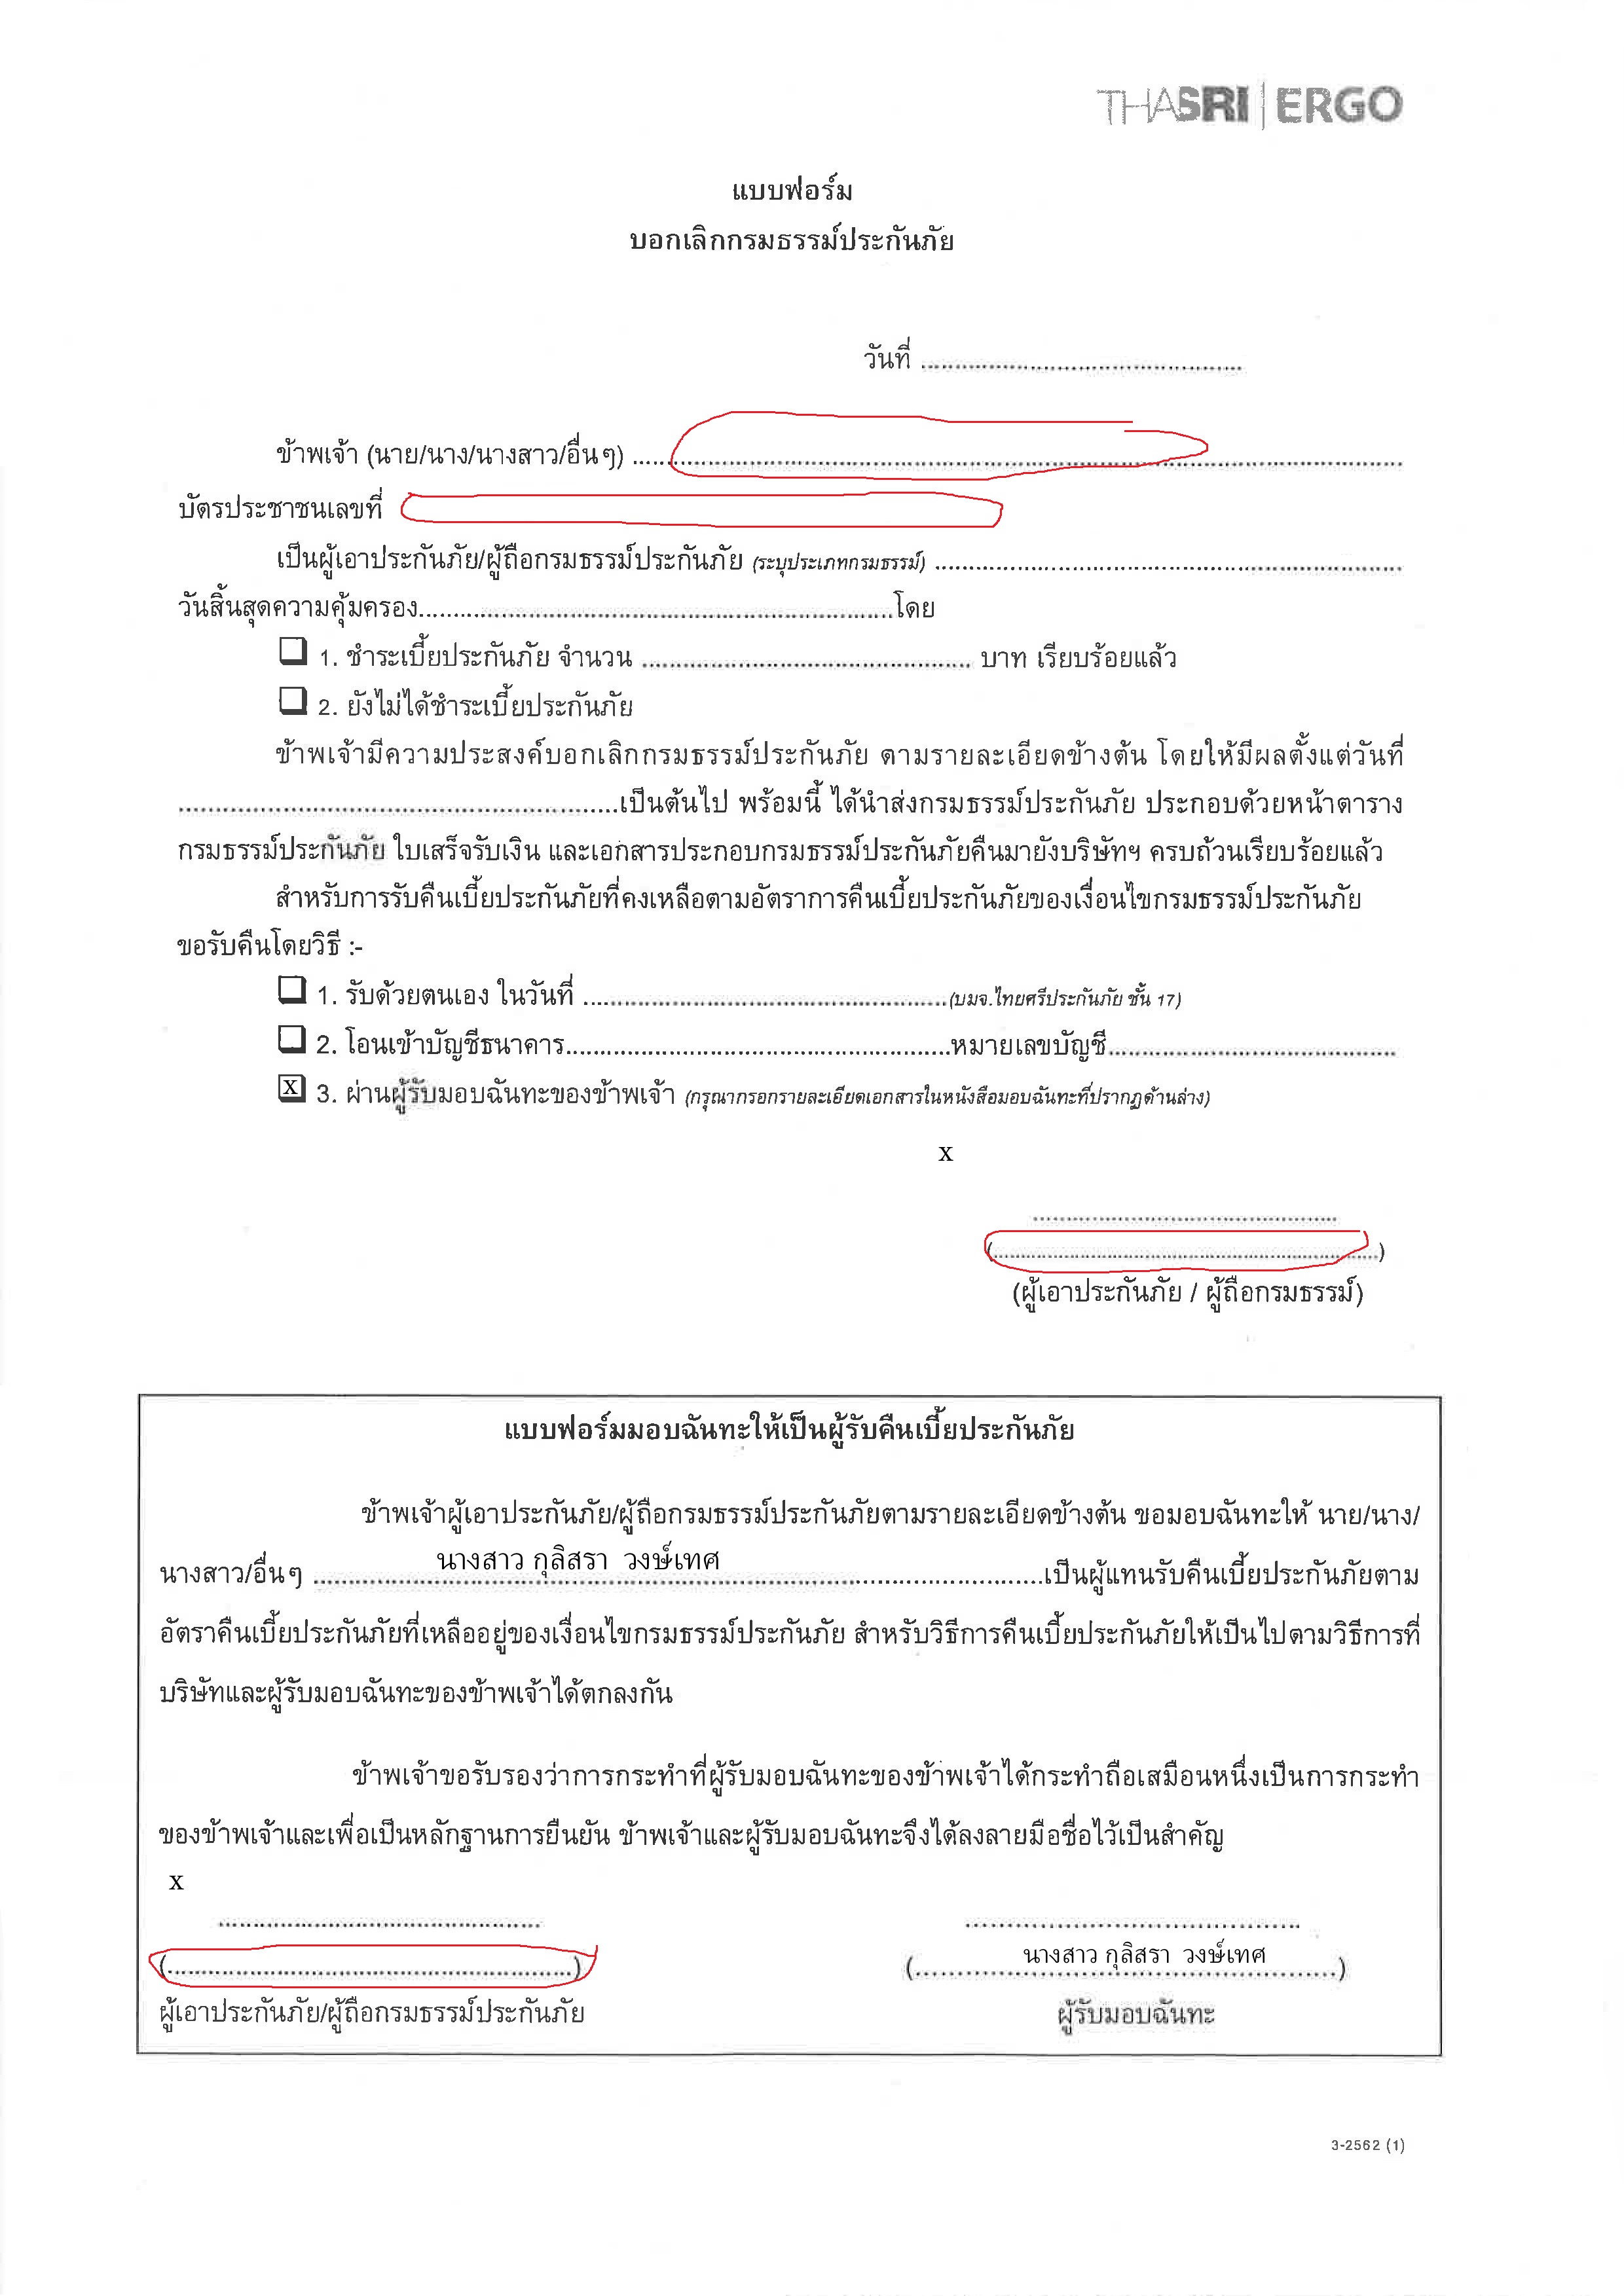 THASRI | ERGO
แบบฟอร์ม
บอกเลิกกรมธรรม์ประกันภัย
วันที่ ........................................
ข้าพเจ้า (นาย/นาง/นางสาว/อื่นๆ) ........................................
บัตรประชาชนเลขที่
เป็นผู้เอาประกันภัย/ผู้ถือกรมธรรม์ประกันภัย (ระบุประเภทกรมธรรม์) ........................................
วันสิ้นสุดความคุ้มครอง........................................โดย
1. ชำระเบี้ยประกันภัย จำนวน ........................................ บาท เรียบร้อยแล้ว
2. ยังไม่ได้ชำระเบี้ยประกันภัย
ข้าพเจ้ามีความประสงค์บอกเลิกกรมธรรม์ประกันภัย ตามรายละเอียดข้างต้น โดยให้มีผลตั้งแต่วันที่
........................................เป็นต้นไป พร้อมนี้ ได้นำส่งกรมธรรม์ประกันภัย ประกอบด้วยหน้าตาราง
กรมธรรม์ประกันภัย ใบเสร็จรับเงิน และเอกสารประกอบกรมธรรม์ประกันภัยคืนมายังบริษัทฯ ครบถ้วนเรียบร้อยแล้ว
สำหรับการรับคืนเบี้ยประกันภัยที่คงเหลือตามอัตราการคืนเบี้ยประกันภัยของเงื่อนไขกรมธรรม์ประกันภัย
ขอรับคืนโดยวิธี :-
1. รับด้วยตนเอง ในวันที่ ........................................(บมจ.ไทยศรีประกันภัย ชั้น 17)
2. โอนเข้าบัญชีธนาคาร........................................หมายเลขบัญชี........................................
x 3. ผ่านผู้รับมอบฉันทะของข้าพเจ้า (กรุณากรอกรายละเอียดเอกสารในหนังสือมอบฉันทะที่ปรากฏด้านล่าง)
x
........................................
(........................................)
(ผู้เอาประกันภัย / ผู้ถือกรมธรรม์)
แบบฟอร์มมอบฉันทะให้เป็นผู้รับคืนเบี้ยประกันภัย
ข้าพเจ้าผู้เอาประกันภัย/ผู้ถือกรมธรรม์ประกันภัยตามรายละเอียดข้างต้น ขอมอบฉันทะให้ นาย/นาง/
นางสาว/อื่นๆ นางสาว กุลิสรา วงษ์เทศ ........................................เป็นผู้แทนรับคืนเบี้ยประกันภัยตาม
อัตราคืนเบี้ยประกันภัยที่เหลืออยู่ของเงื่อนไขกรมธรรม์ประกันภัย สำหรับวิธีการคืนเบี้ยประกันภัยให้เป็นไปตามวิธีการที่
บริษัทและผู้รับมอบฉันทะของข้าพเจ้าได้ตกลงกัน
ข้าพเจ้าขอรับรองว่าการกระทำที่ผู้รับมอบฉันทะของข้าพเจ้าได้กระทำถือเสมือนหนึ่งเป็นการกระทำ
ของข้าพเจ้าและเพื่อเป็นหลักฐานการยืนยัน ข้าพเจ้าและผู้รับมอบฉันทะจึงได้ลงลายมือชื่อไว้เป็นสำคัญ
x
........................................ ........................................
(........................................) (นางสาว กุลิสรา วงษ์เทศ)
ผู้เอาประกันภัย/ผู้ถือกรมธรรม์ประกันภัย ผู้รับมอบฉันทะ
3-2562 (1)